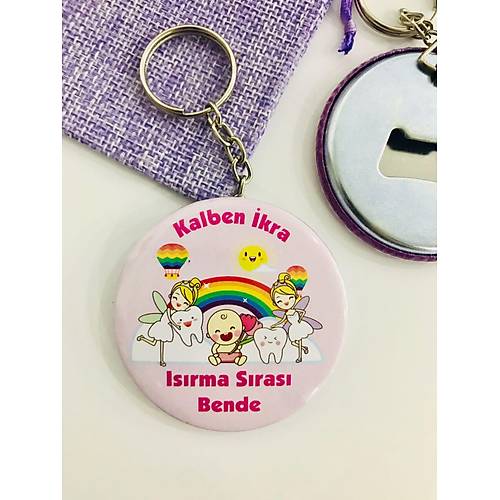 Kalben İkra
Isırma Sırası
Bende